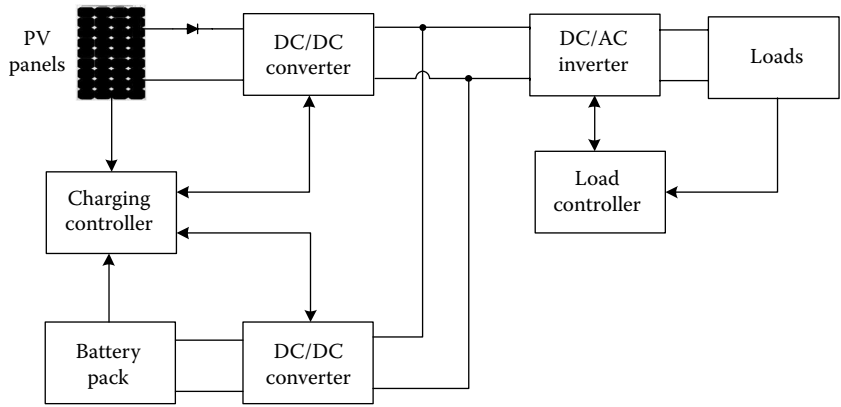 PV
panels
DC/DC
converter
DC/AC
inverter
Loads
Charging
controller
Load
controller
Battery
pack
DC/DC
converter